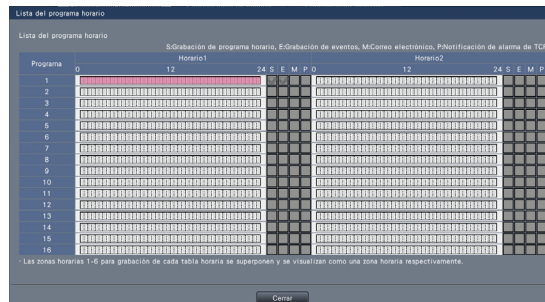 Lista del programa horario
Lista del programa horario
S:Grabación de programa horario, E:Grabación de eventos, M:Correo electrónico, P:Notificación de alarma de TCP
Programa Horario1 Horario2
0 12 24 S E M P 0 12 24 S E M P
1
2
3
4
5
6
7
8
9
10
11
12
13
14
15
16
· Las zonas horarias 1-6 para grabación de cada tabla horaria se superponen y se visualizan como una zona horaria respectivamente.
Cerrar